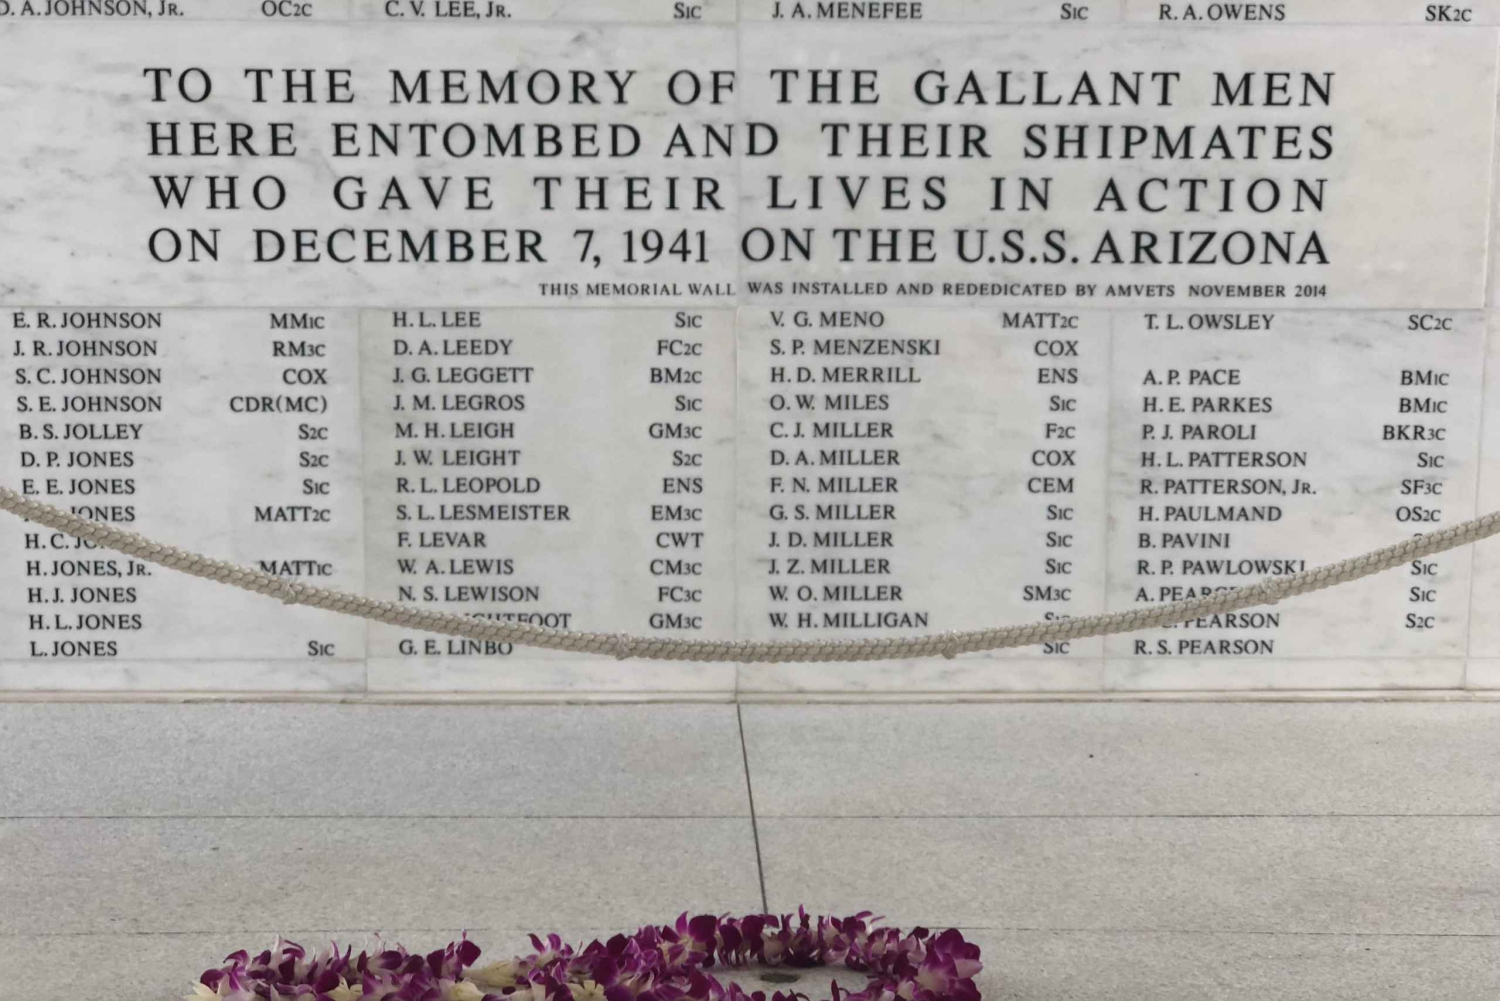 D. A. JOHNSON, JR. OC2C C. V. LEE, JR. S1C J. A. MENEFEE S1C R. A. OWENS SK2C
TO THE MEMORY OF THE GALLANT MEN
HERE ENTOMBED AND THEIR SHIPMATES
WHO GAVE THEIR LIVES IN ACTION
ON DECEMBER 7, 1941 ON THE U.S.S. ARIZONA
THIS MEMORIAL WALL WAS INSTALLED AND REDEDICATED BY AMVETS NOVEMBER 2014
E. R. JOHNSON MM1C
J. R. JOHNSON RM3C
S. C. JOHNSON COX
S. E. JOHNSON CDR(MC)
B. S. JOLLEY S2C
D. P. JONES S2C
E. E. JONES S1C
JONES MATT2C
H. C.
H. JONES, JR. MATT1C
H. J. JONES
H. L. JONES
L. JONES S1C
H. L. LEE S1C
D. A. LEEDY FC2C
J. G. LEGGETT BM2C
J. M. LEGROS S1C
M. H. LEIGH GM3C
J. W. LEIGHT S2C
R. L. LEOPOLD ENS
S. L. LESMEISTER EM3C
F. LEVAR CWT
W. A. LEWIS CM3C
N. S. LEWISON FC3C
GM3C
G. E. LINBO
V. G. MENO MATT2C
S. P. MENZENSKI COX
H. D. MERRILL ENS
O. W. MILES S1C
C. J. MILLER F2C
D. A. MILLER COX
F. N. MILLER CEM
G. S. MILLER S1C
J. D. MILLER S1C
J. Z. MILLER S1C
W. O. MILLER SM3C
W. H. MILLIGAN
S1C
T. L. OWSLEY SC2C
A. P. PACE BM1C
H. E. PARKES BM1C
P. J. PAROLI BKR3C
H. L. PATTERSON S1C
R. PATTERSON, JR. SF3C
H. PAULMAND OS2C
B. PAVINI
R. P. PAWLOWSKI S1C
A. S1C
PEARSON S2C
R. S. PEARSON